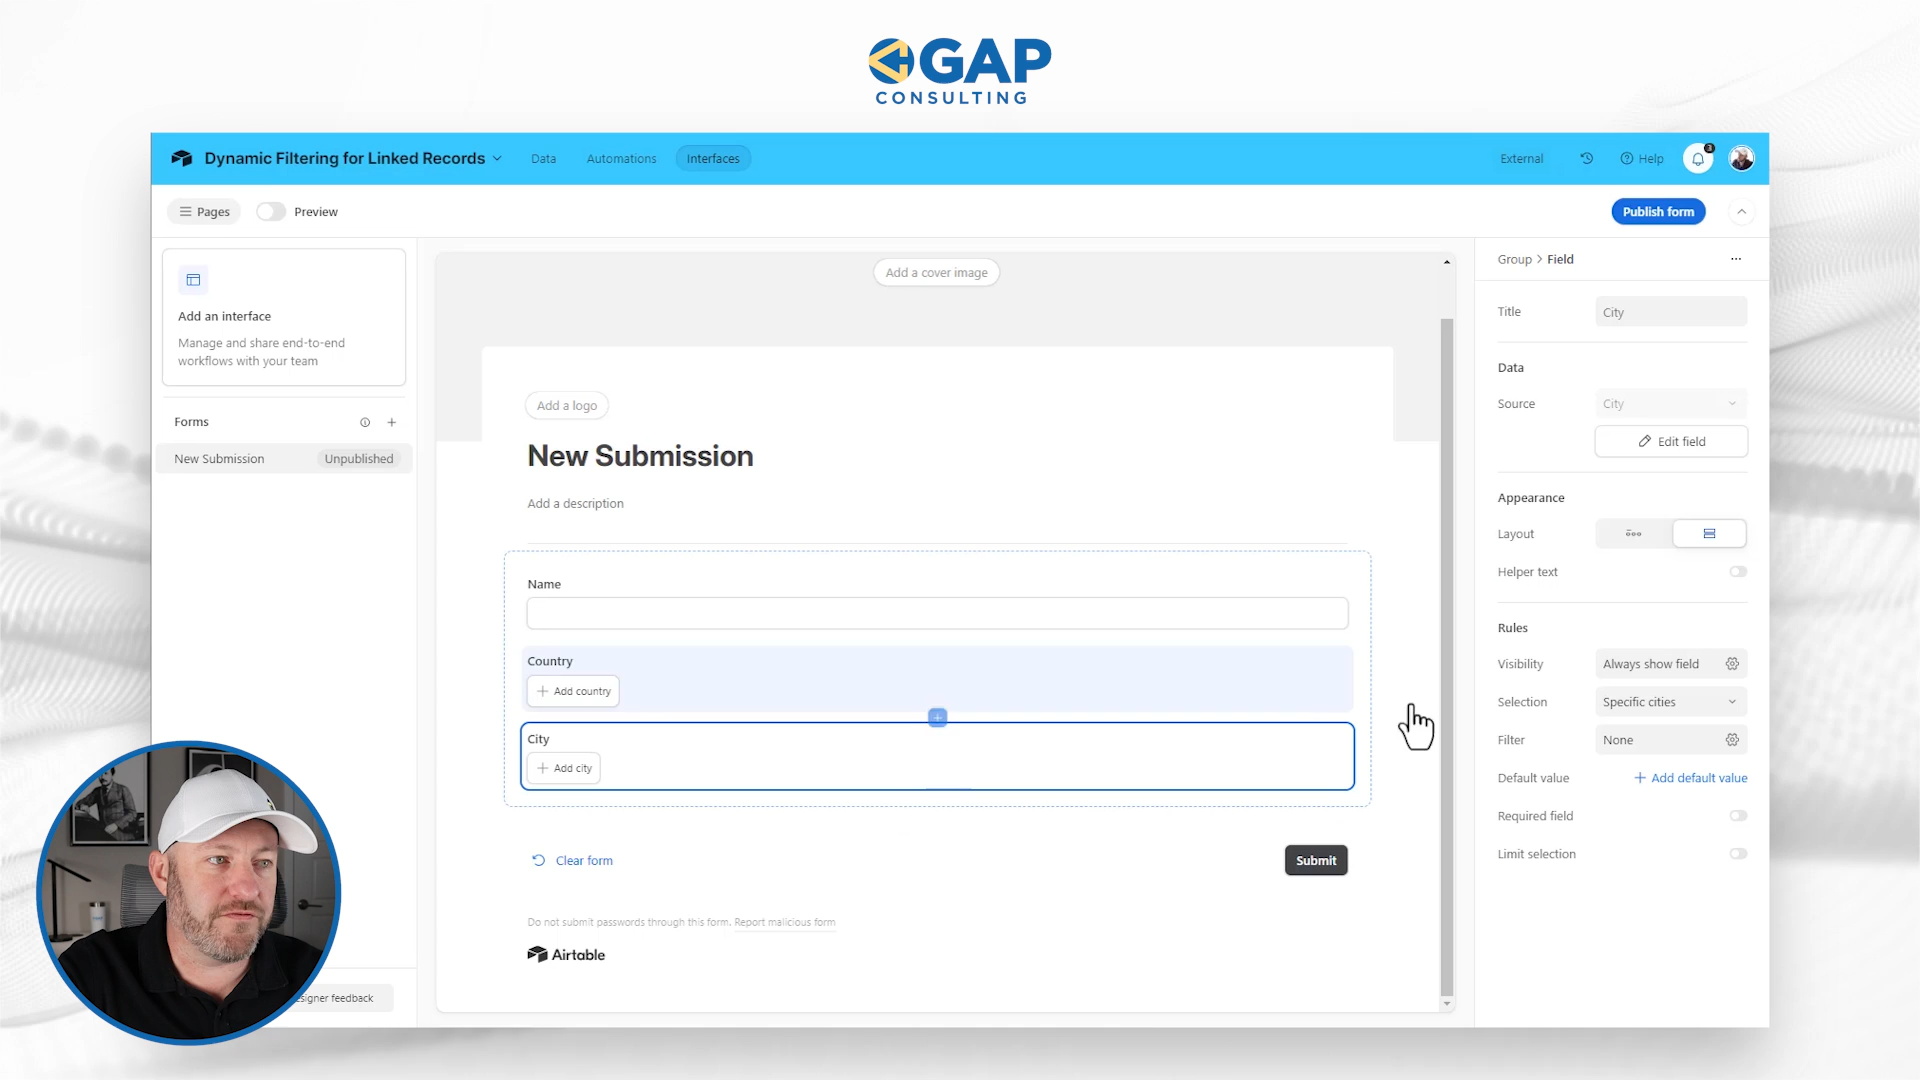 GAP
CONSULTING
Dynamic Filtering for Linked Records
Data
Automations
Interfaces
External
Help
3
Pages
Preview
Publish form
Add an interface
Manage and share end-to-end
workflows with your team
Forms
New Submission
Unpublished
Add a cover image
Add a logo
New Submission
Add a description
Name
Country
Add country
City
Add city
Clear form
Submit
Do not submit passwords through this form. Report malicious form
Airtable
Group > Field
Title
City
Data
Source
City
Edit field
Appearance
Layout
Helper text
Rules
Visibility
Always show field
Selection
Specific cities
Filter
None
Default value
Add default value
Required field
Limit selection
esigner feedback